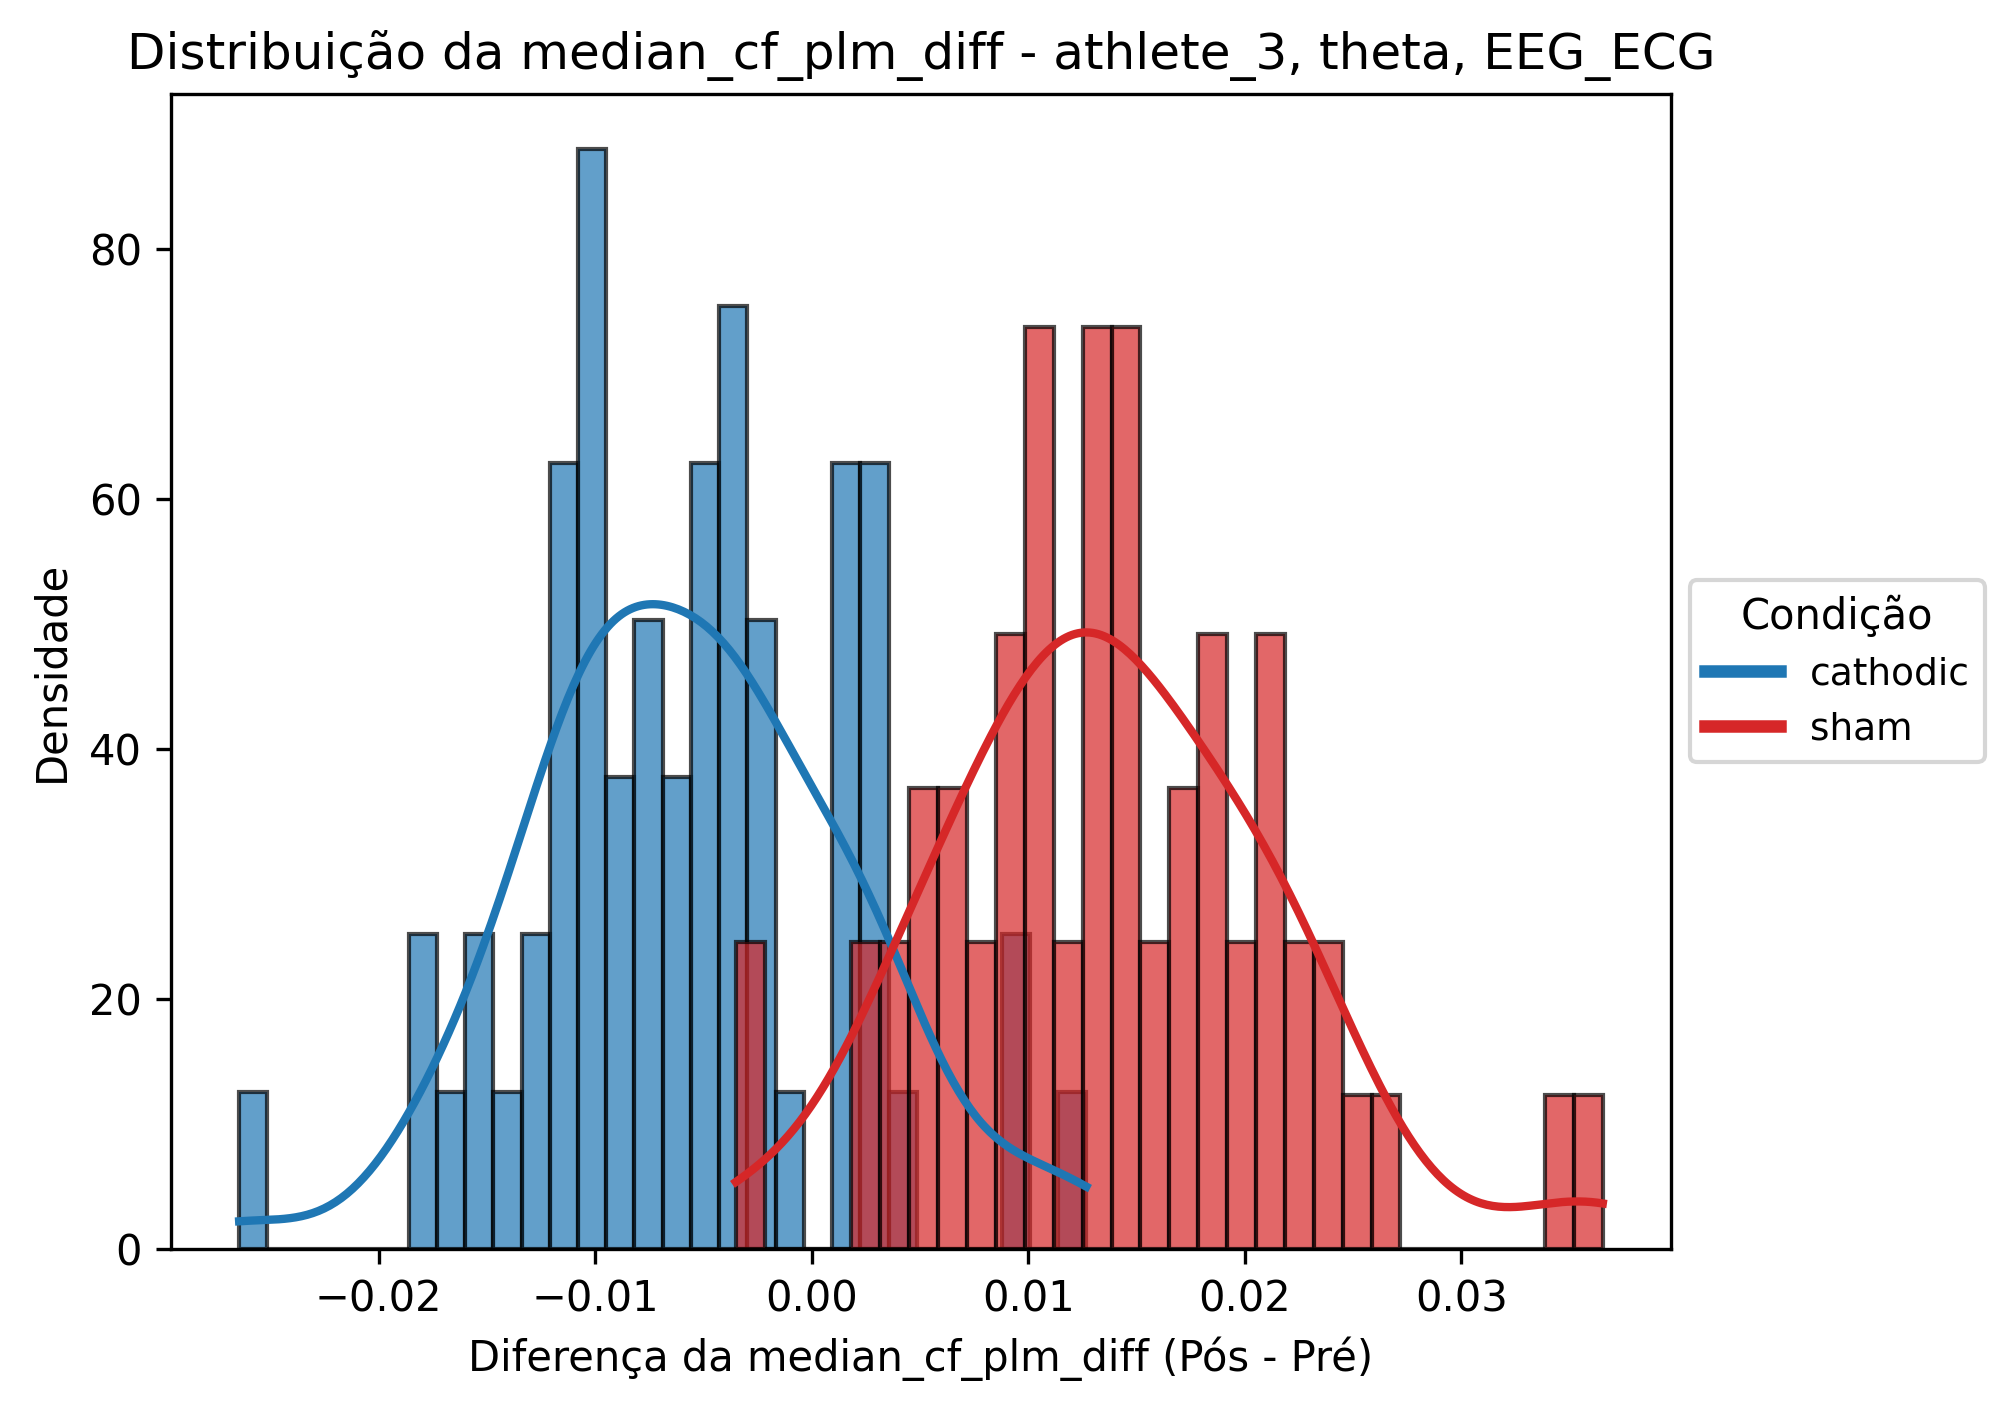 Distribuição da median_cf_plm_diff - athlete_3, theta, EEG_ECG
Densidade
80
60
40
20
0
−0.02
−0.01
0.00
0.01
0.02
0.03
Diferença da median_cf_plm_diff (Pós - Pré)
Condição
cathodic
sham